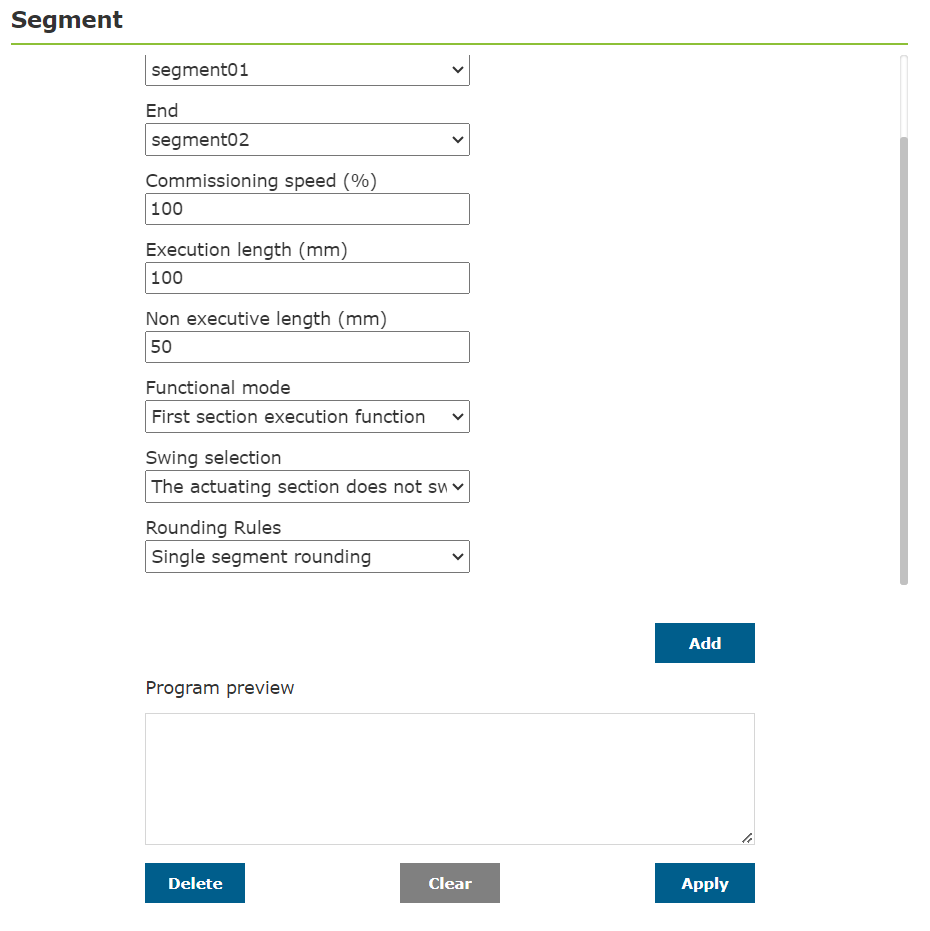 Segment
segment01
End
segment02
Commissioning speed (%)
100
Execution length (mm)
100
Non executive length (mm)
50
Functional mode
First section execution function
Swing selection
The actuating section does not sw
Rounding Rules
Single segment rounding
Add
Program preview
Delete
Clear
Apply